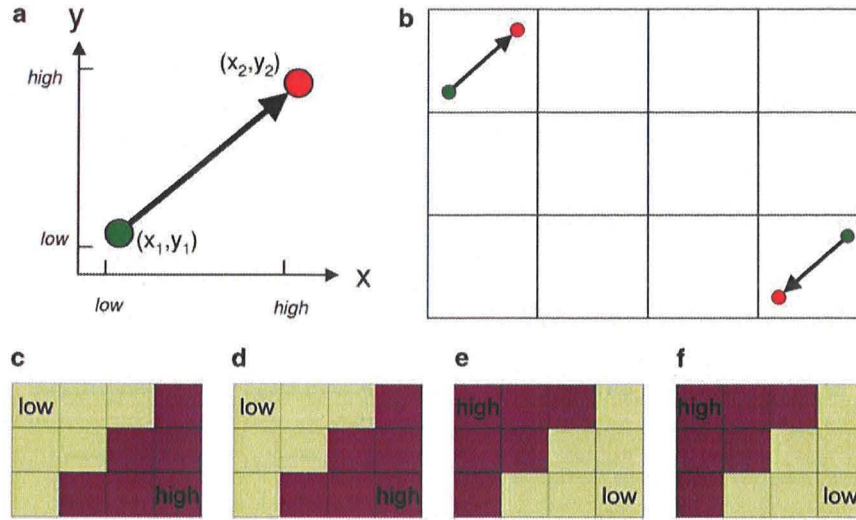 a
y
high
(x₂,y₂)
low
(x₁,y₁)
x
low
high
b
c
low
high
d
low
high
e
high
low
f
high
low